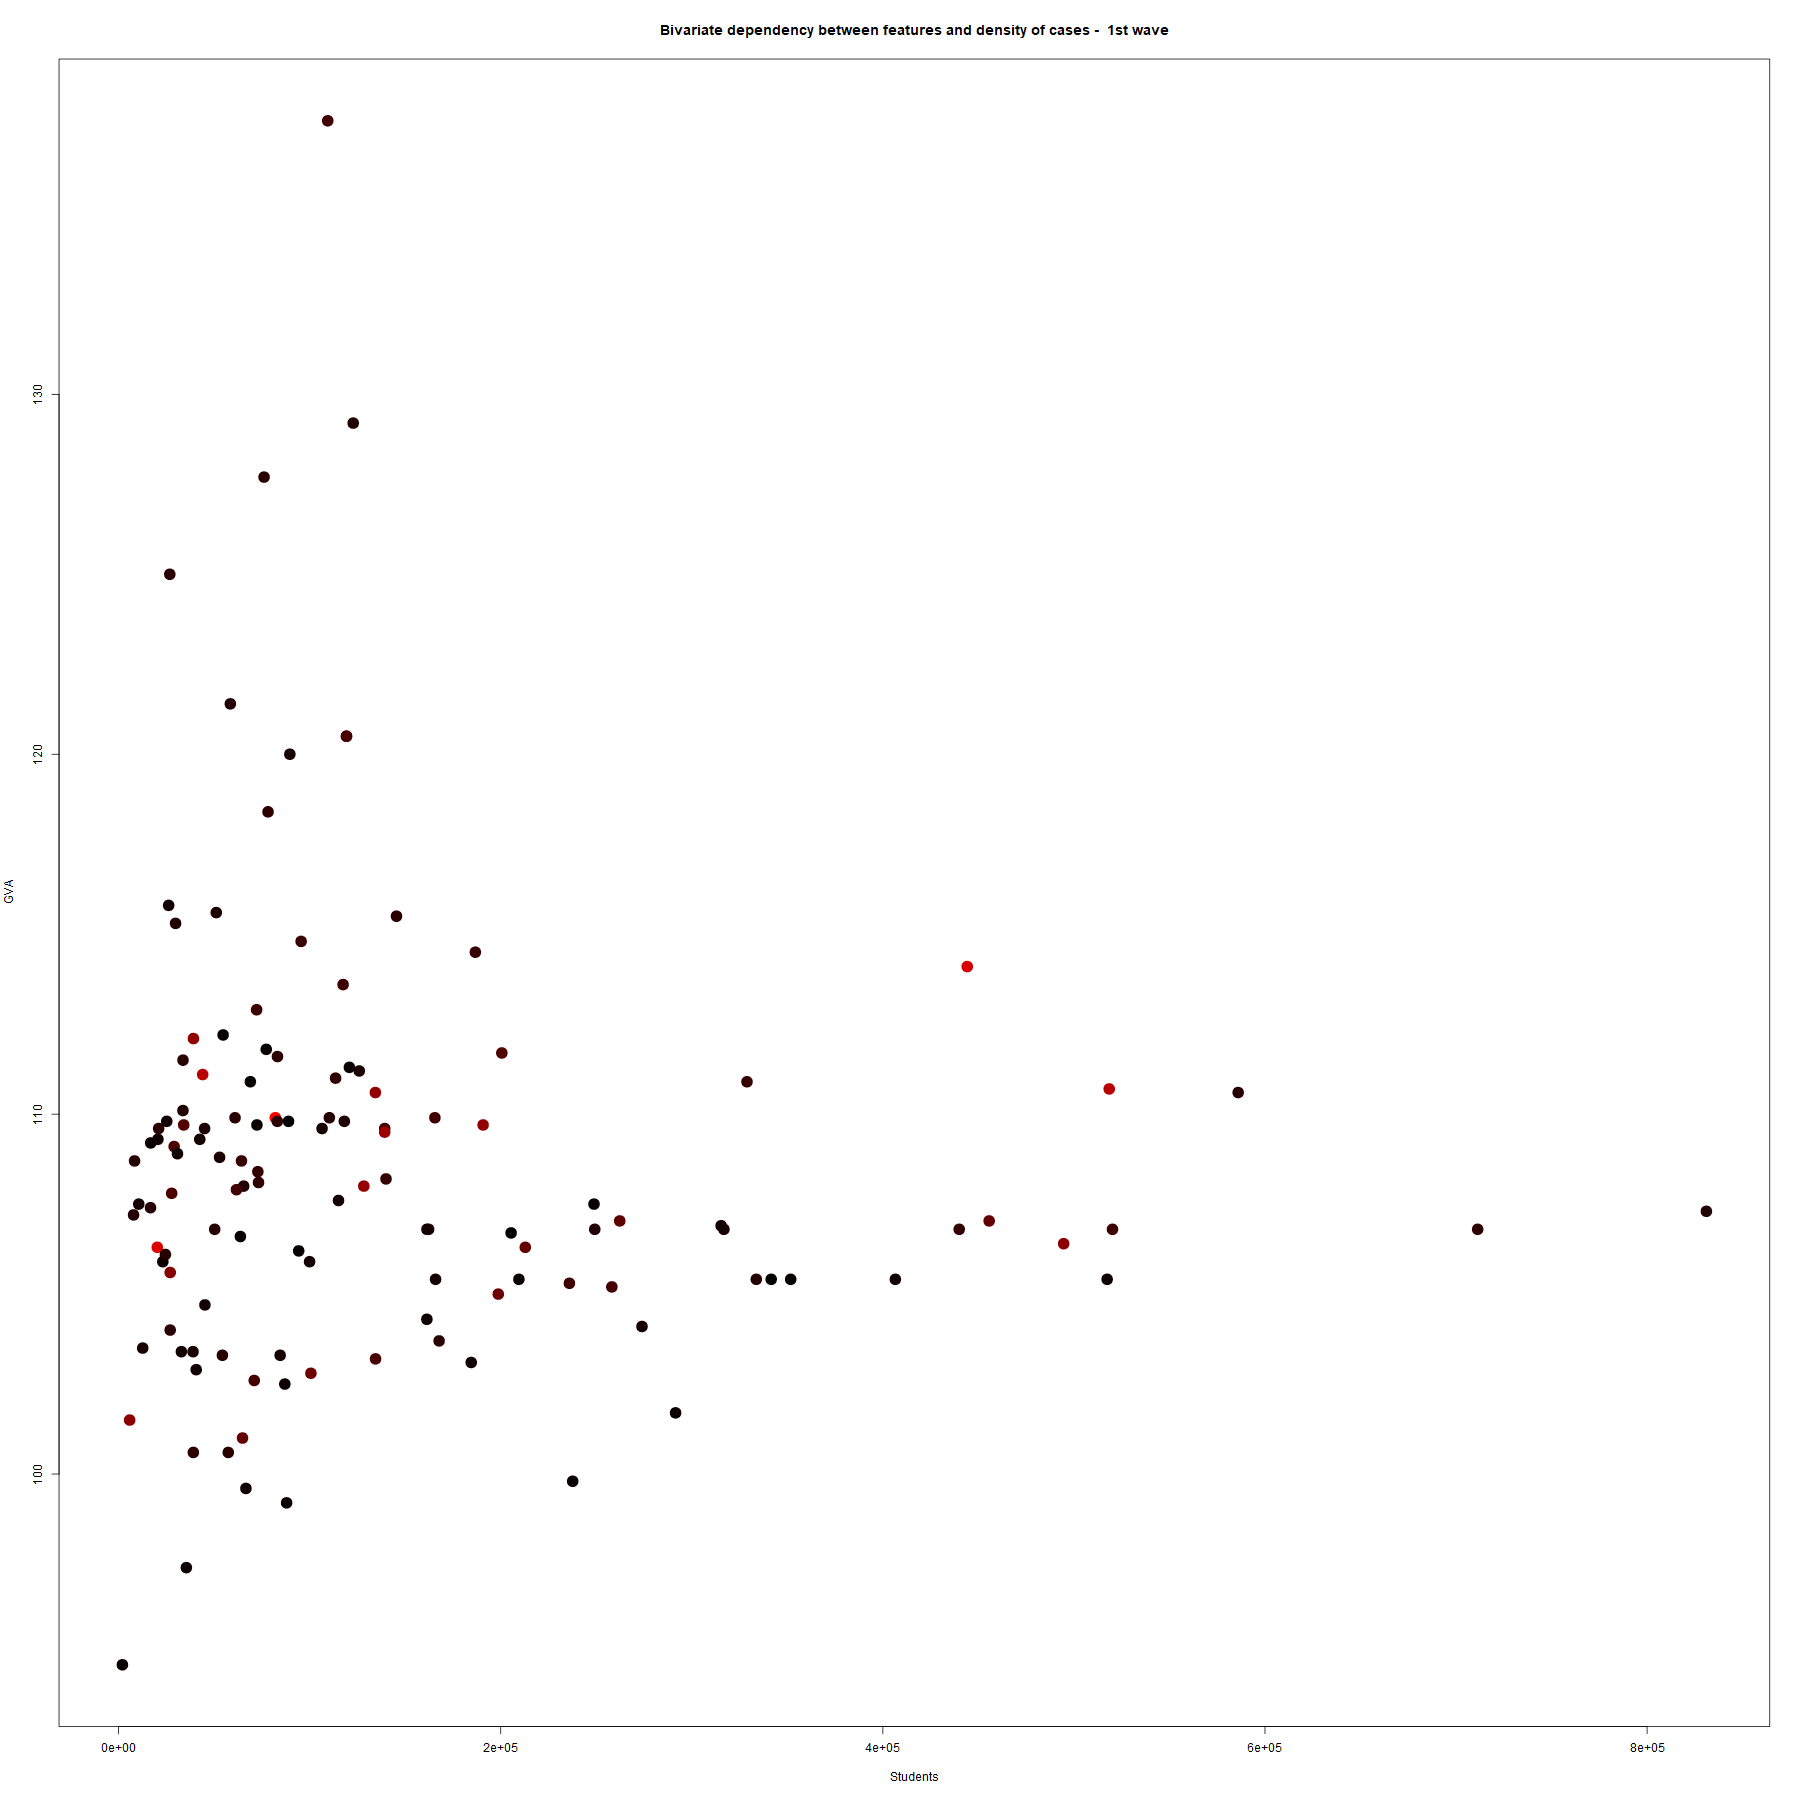 Bivariate dependency between features and density of cases - 1st wave
130
120
110
100
GVA
0e+00 2e+05 4e+05 6e+05 8e+05
Students